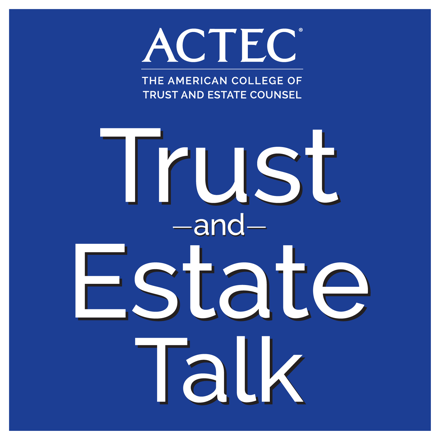 ACTEC®
THE AMERICAN COLLEGE OF
TRUST AND ESTATE COUNSEL
Trust
—and—
Estate
Talk